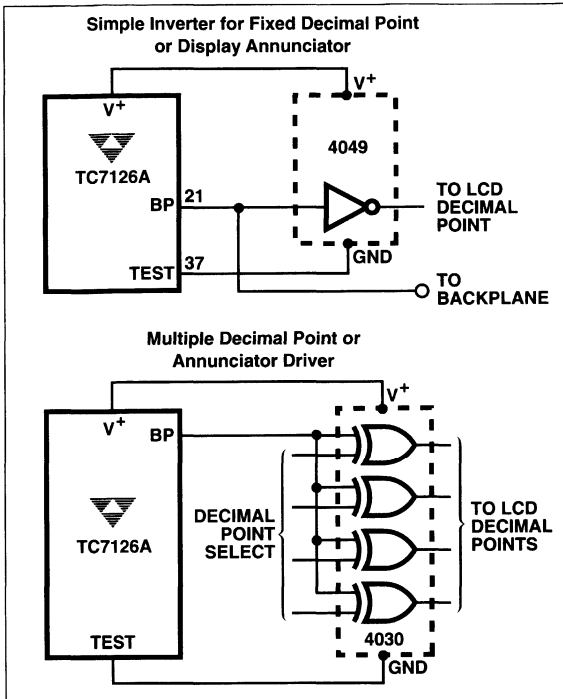 Simple Inverter for Fixed Decimal Point
or Display Annunciator
V+
V+
4049
TC7126A
BP
21
TO LCD
DECIMAL
POINT
GND
TEST
37
TO
BACKPLANE
Multiple Decimal Point or
Annunciator Driver
V+
V+
BP
TC7126A
DECIMAL
POINT
SELECT
TO LCD
DECIMAL
POINTS
4030
TEST
GND